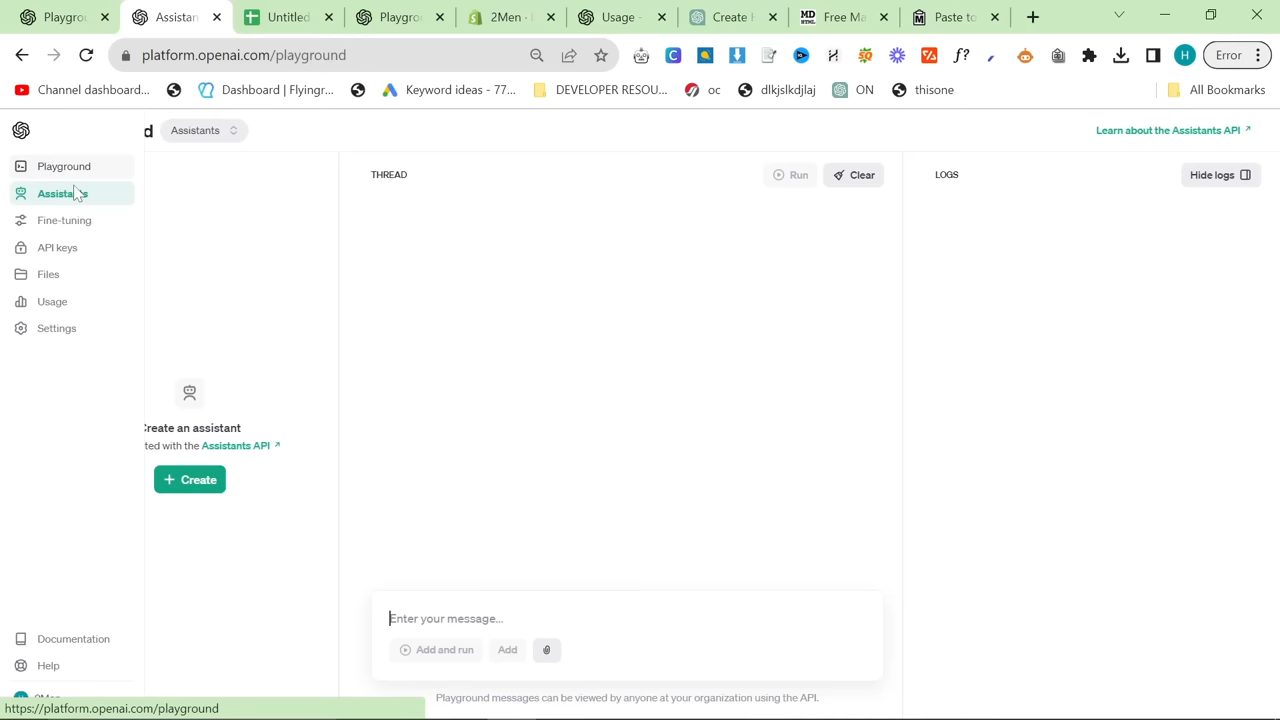 Playgrou
Assistan
Untitled
Playgro
2Men ·
Usage -
Create H
Free Ma
Paste to
platform.openai.com/playground
Error
Channel dashboard...
Dashboard | Flyingr...
Keyword ideas - 77...
DEVELOPER RESOU...
oc
dlkjslkdjlaj
ON
thisone
All Bookmarks
d
Assistants
Learn about the Assistants API
Playground
Assistants
Fine-tuning
API keys
Files
Usage
Settings
THREAD
Run
Clear
LOGS
Hide logs
Create an assistant
ted with the Assistants API
+ Create
Enter your message...
Add and run
Add
Documentation
Help
Playground messages can be viewed by anyone at your organization using the API.
https://platform.openai.com/playground